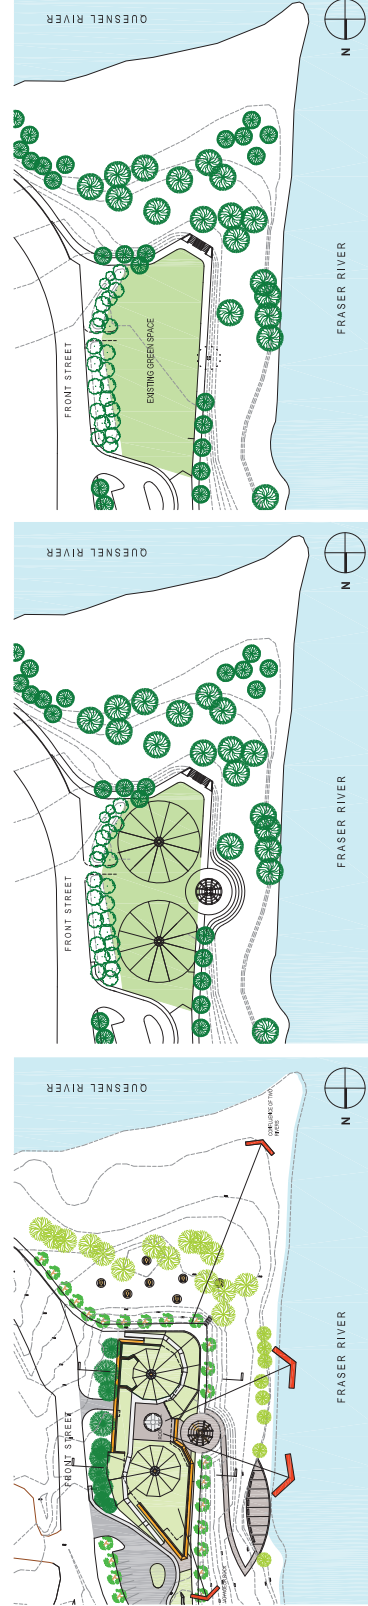 QUESNEL RIVER
N
FRASER RIVER
FRONT STREET
EXISTING GREEN SPACE
QUESNEL RIVER
N
FRASER RIVER
FRONT STREET
QUESNEL RIVER
N
CONFLUENCE OF TWO
RIVERS
FRASER RIVER
FRONT STREET